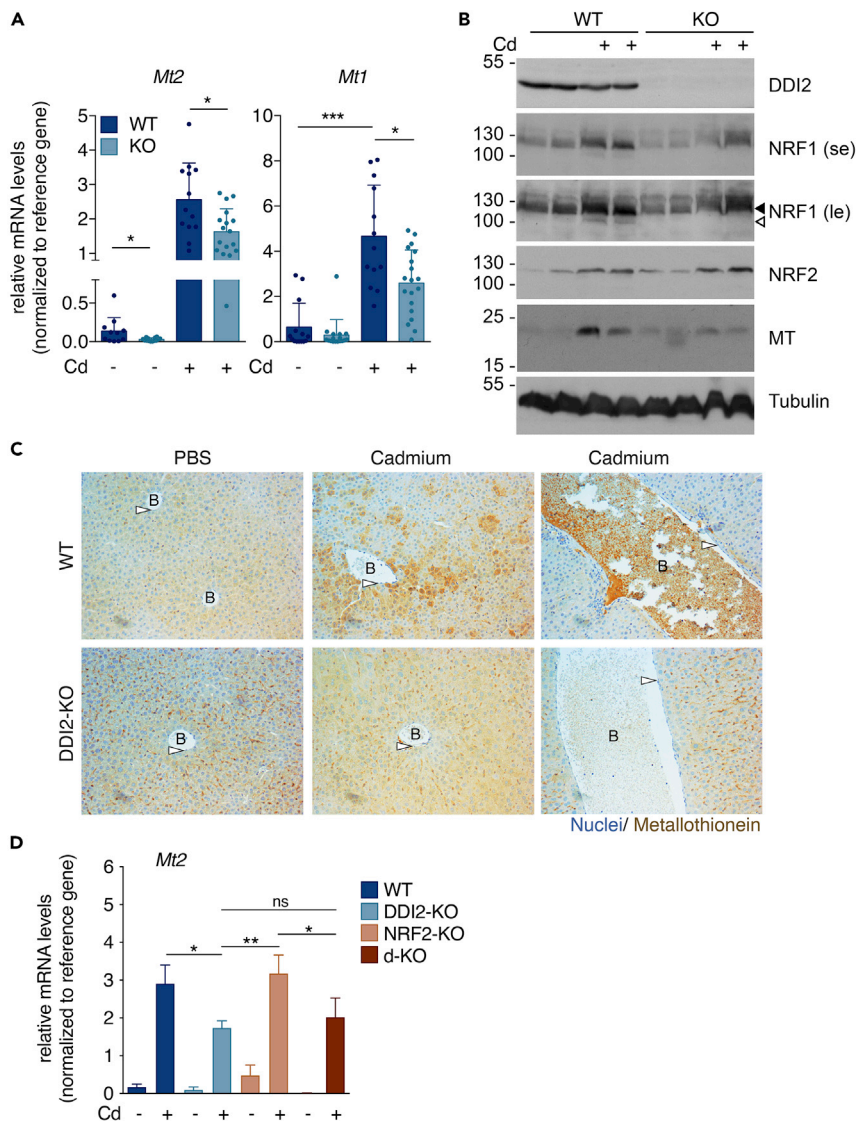 A
Mt2
Mt1
relative mRNA levels
(normalized to reference gene)
5
4
3
2
1
0.5
0.0
WT
KO
*
*
10
8
6
4
2
0
***
*
Cd - - + + Cd - - + +
B
WT KO
Cd + + + +
55 -
DDI2
130 -
100 -
NRF1 (se)
130 -
100 -
NRF1 (le)
130 -
100 -
NRF2
25 -
15 -
MT
55 -
Tubulin
C
PBS Cadmium Cadmium
WT
B
B
B
B
DDI2-KO
B
B
B
Nuclei/ Metallothionein
D
Mt2
relative mRNA levels
(normalized to reference gene)
6
5
4
3
2
1
0
ns
* ** *
WT
DDI2-KO
NRF2-KO
d-KO
Cd - + - + - + - +